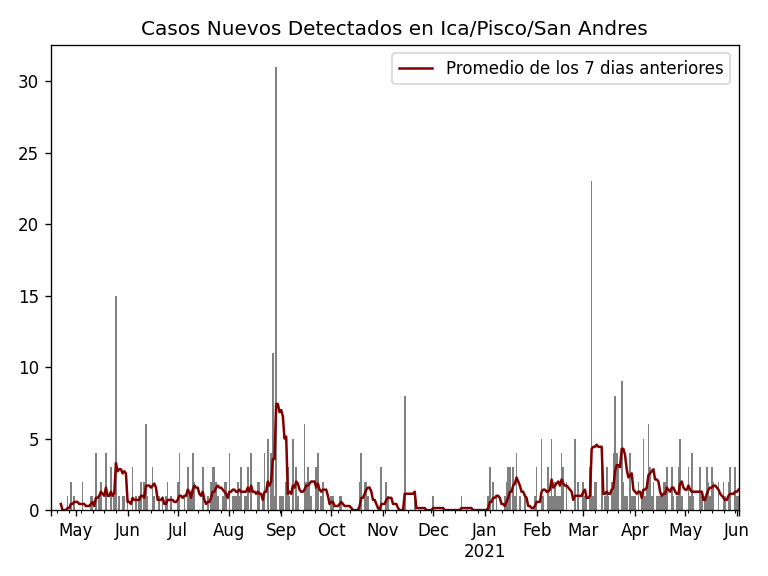 Casos Nuevos Detectados en Ica/Pisco/San Andres
Promedio de los 7 dias anteriores
30
25
20
15
10
5
0
May Jun Jul Aug Sep Oct Nov Dec Jan Feb Mar Apr May Jun
2021